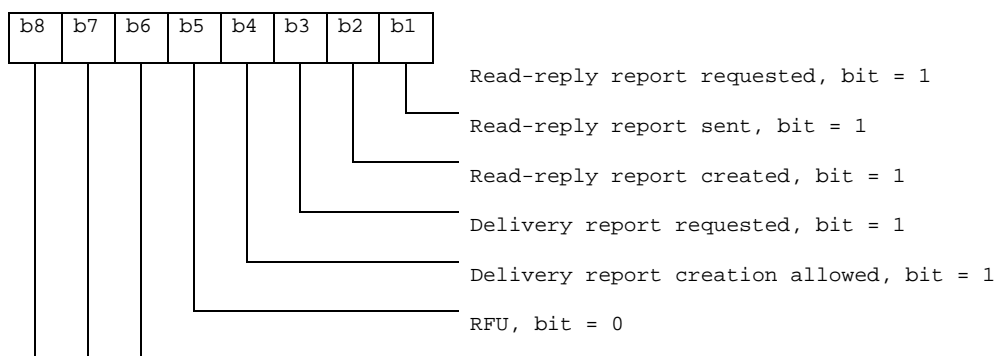 b8 b7 b6 b5 b4 b3 b2 b1
Read-reply report requested, bit = 1
Read-reply report sent, bit = 1
Read-reply report created, bit = 1
Delivery report requested, bit = 1
Delivery report creation allowed, bit = 1
RFU, bit = 0